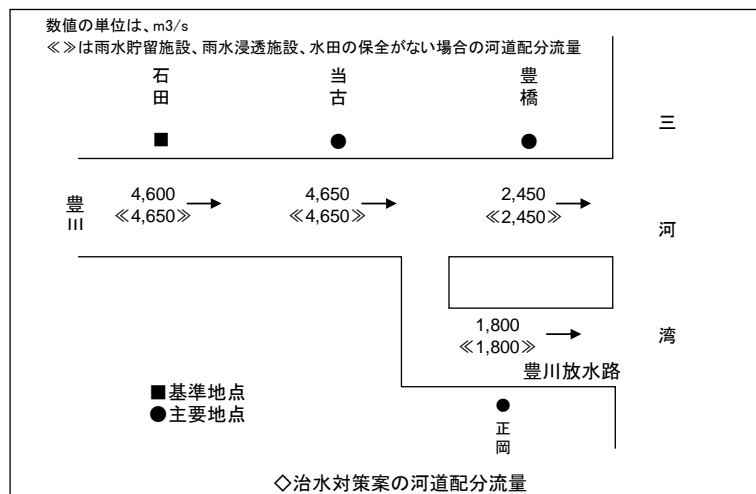 数値の単位は、m3/s
≪≫は雨水貯留施設、雨水浸透施設、水田の保全がない場合の河道配分流量
石田
当古
豊橋
三河湾
豊川
4,600
≪4,650≫
4,650
≪4,650≫
2,450
≪2,450≫
1,800
≪1,800≫
豊川放水路
■基準地点
●主要地点
正岡
◇治水対策案の河道配分流量